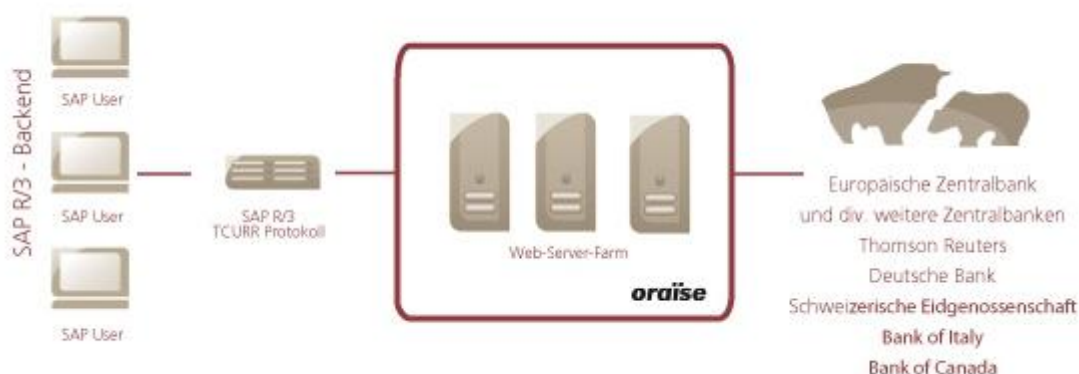 SAP R/3 - Backend
SAP User
SAP User
SAP User
SAP R/3
TCURR Protokoll
Web-Server-Farm
oraïse
Europäische Zentralbank
und div. weitere Zentralbanken
Thomson Reuters
Deutsche Bank
Schweizerische Eidgenossenschaft
Bank of Italy
Bank of Canada